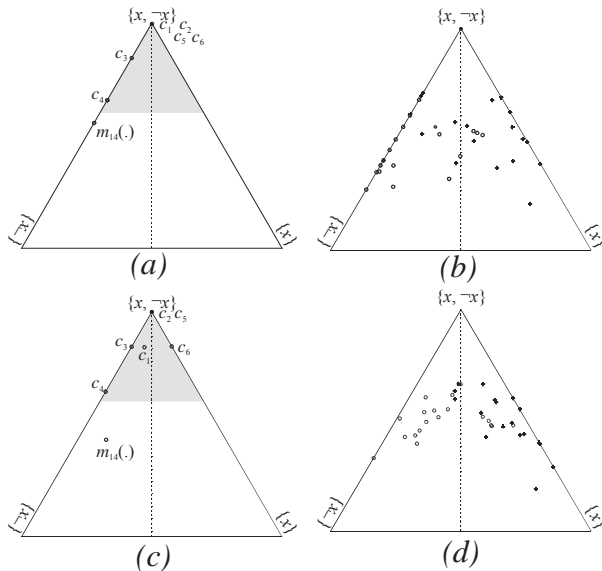 {x, ¬x}
c₁ c₂
c₅ c₆
c₃
c₄
m₁₄(.)
{¬x}
{x}
(a)
{x, ¬x}
{¬x}
{x}
(b)
{x, ¬x}
c₂ c₅
c₃
c₁
c₆
c₄
m₁₄(.)
{¬x}
{x}
(c)
{x, ¬x}
{¬x}
{x}
(d)